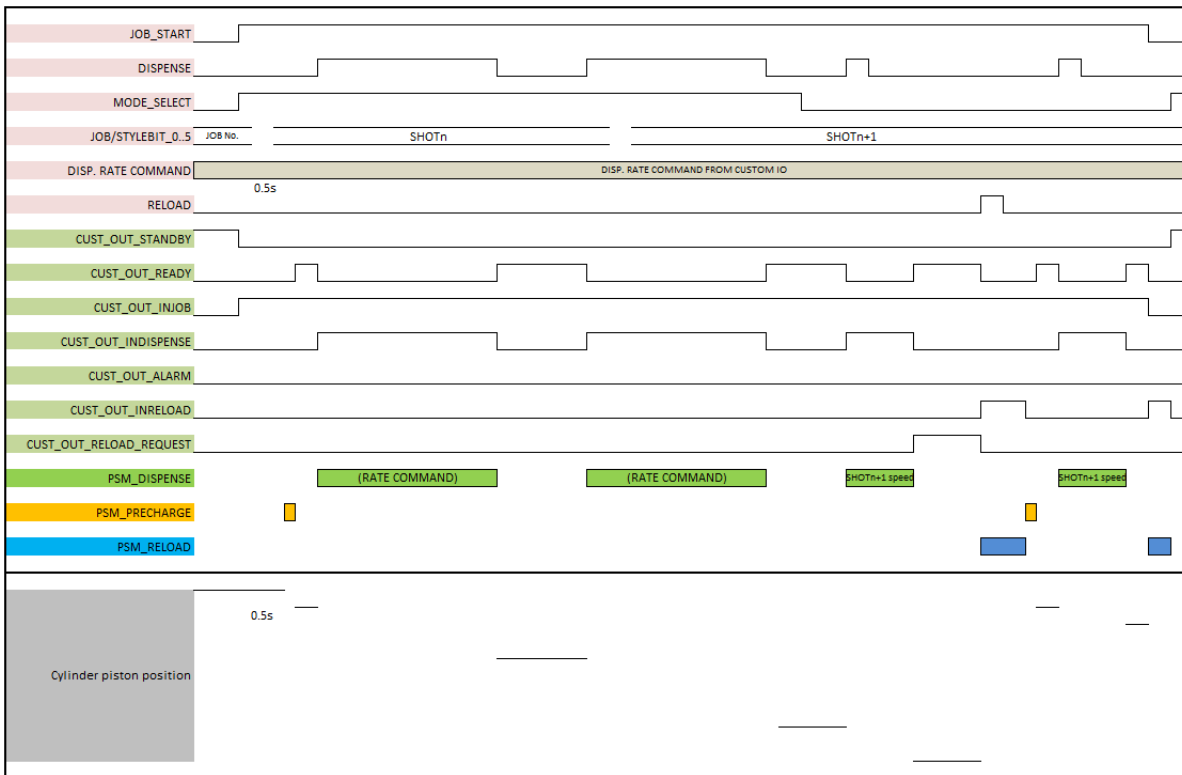 JOB_START
DISPENSE
MODE_SELECT
JOB/STYLEBIT_0..5 JOB No. SHOTn SHOTn+1
DISP. RATE COMMAND DISP. RATE COMMAND FROM CUSTOM IO
0.5s
RELOAD
CUST_OUT_STANDBY
CUST_OUT_READY
CUST_OUT_INJOB
CUST_OUT_INDISPENSE
CUST_OUT_ALARM
CUST_OUT_INRELOAD
CUST_OUT_RELOAD_REQUEST
PSM_DISPENSE (RATE COMMAND) (RATE COMMAND) SHOTn+1 speed SHOTn+1 speed
PSM_PRECHARGE
PSM_RELOAD
0.5s
Cylinder piston position